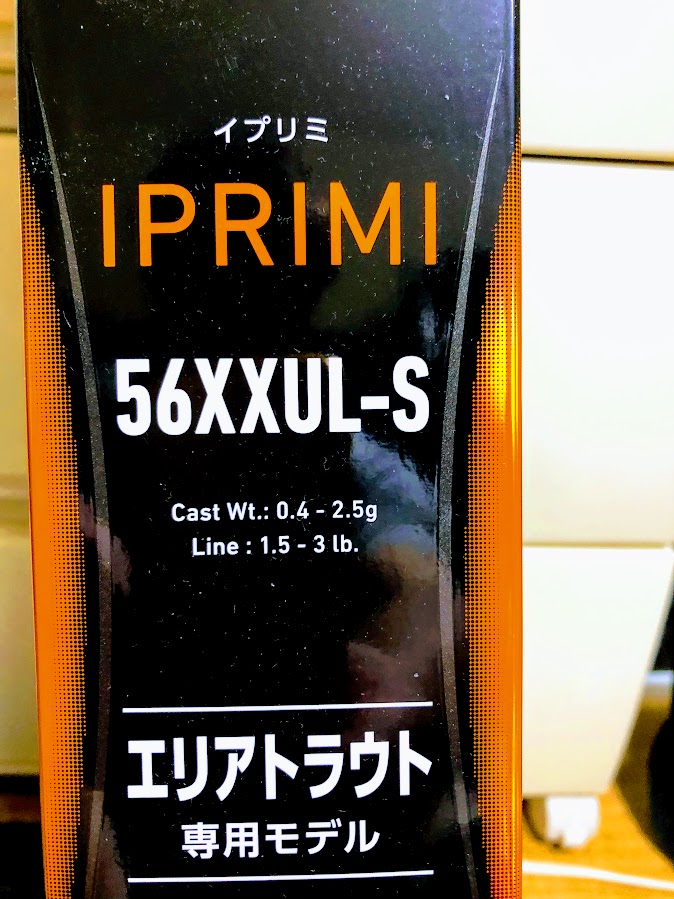 イプリミ
IPRIMI
56XXUL-S
Cast Wt.: 0.4 - 2.5g
Line : 1.5 - 3 lb.
エリアトラウト
専用モデル